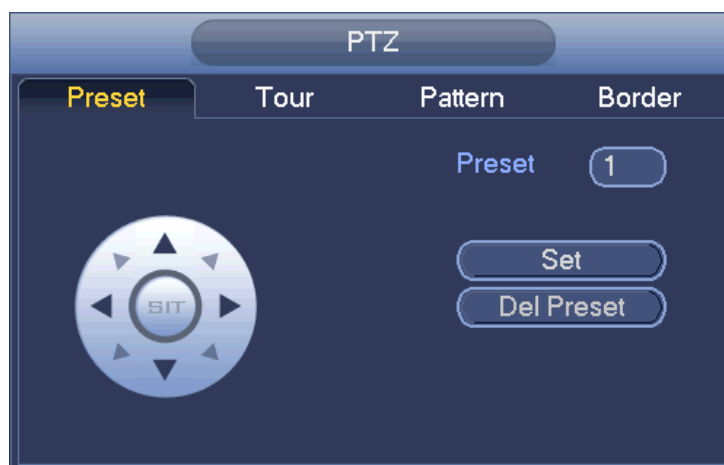 PTZ
Preset Tour Pattern Border
Preset 1
Set
SIT
Del Preset